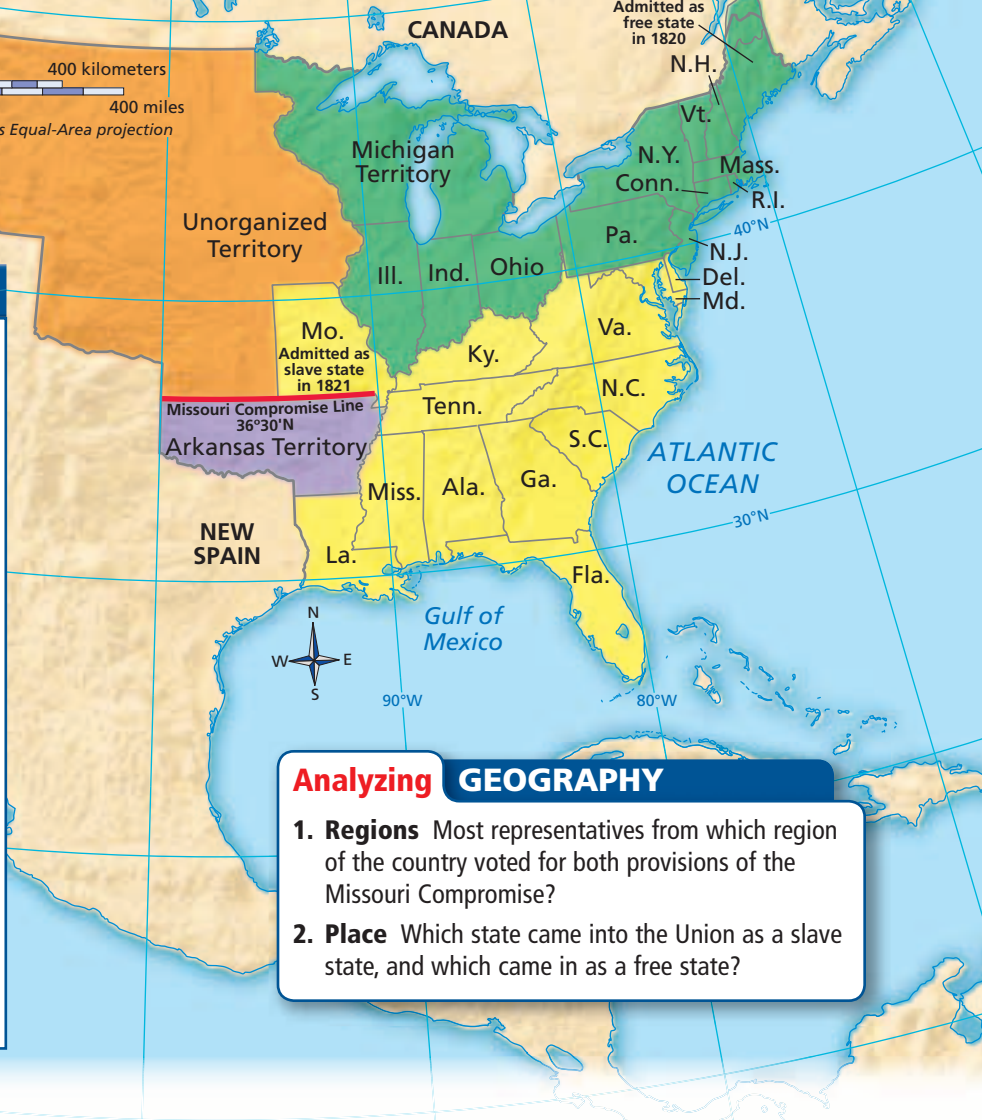 CANADA
Admitted as
free state
in 1820
N.H.
400 kilometers
400 miles
s Equal-Area projection
Vt.
Michigan
Territory
N.Y.
Mass.
Conn.
R.I.
Unorganized
Territory
40°N
Pa.
N.J.
Ill.
Ind.
Ohio
Del.
Md.
Mo.
Admitted as
slave state
in 1821
Va.
Ky.
Missouri Compromise Line
36°30'N
Arkansas Territory
Tenn.
N.C.
S.C.
ATLANTIC
OCEAN
Miss.
Ala.
Ga.
30°N
NEW
SPAIN
La.
Fla.
Gulf of
Mexico
N
W
E
S
90°W
80°W
Analyzing GEOGRAPHY
1. Regions Most representatives from which region
of the country voted for both provisions of the
Missouri Compromise?
2. Place Which state came into the Union as a slave
state, and which came in as a free state?